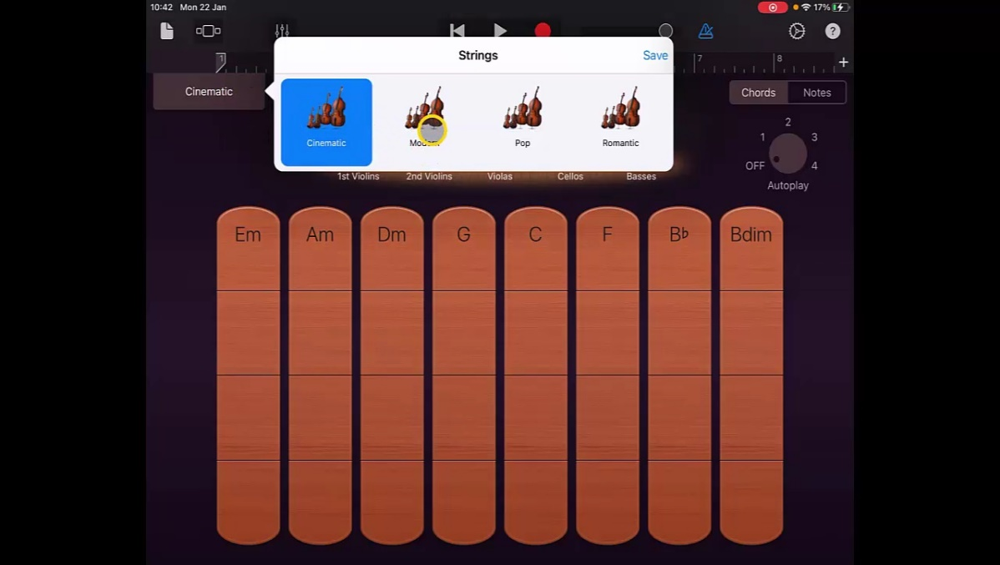 10:42 Mon 22 Jan 17%
1 7 8 +
Strings Save
Cinematic
Cinematic Pop Romantic
Chords Notes
1st Violins 2nd Violins Violas Cellos Basses
2
1 3
OFF 4
Autoplay
Em Am Dm G C F B♭ Bdim
?